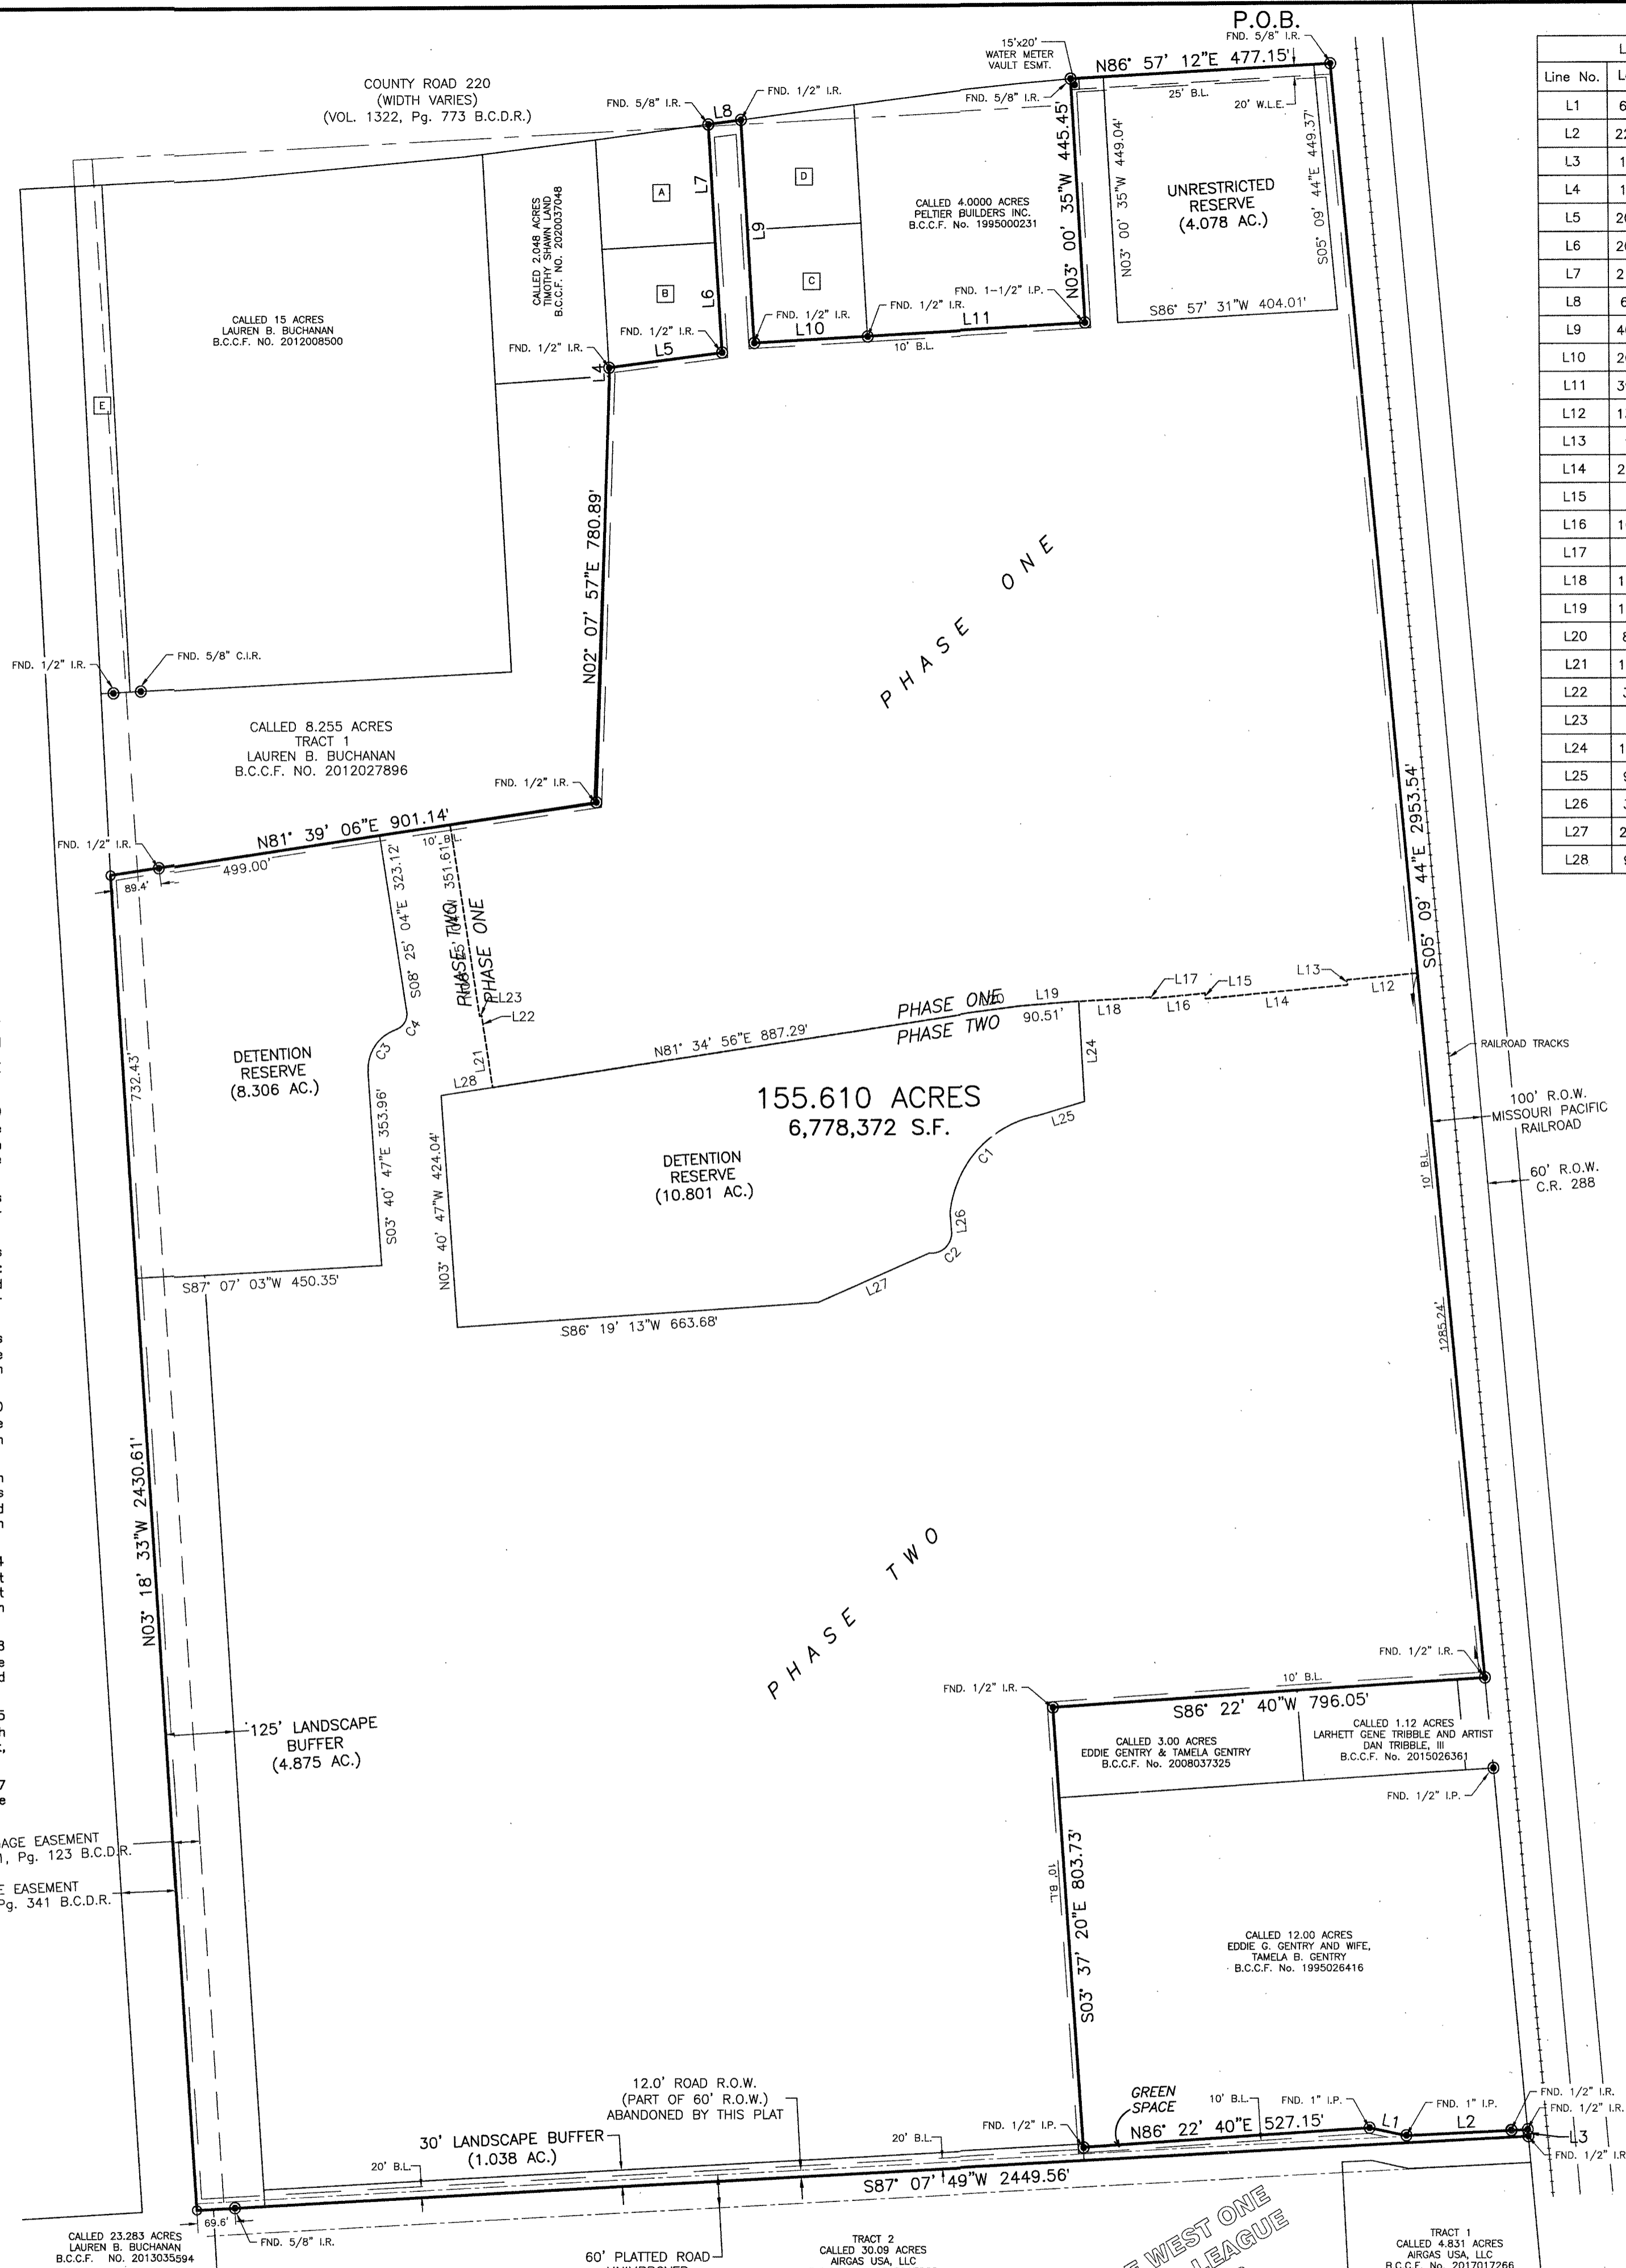 P.O.B.
FND. 5/8" I.R.
15'x20'
WATER METER
VAULT ESMT.
N86° 57' 12"E 477.15'
25' B.L.
20' W.L.E.
COUNTY ROAD 220
(WIDTH VARIES)
(VOL. 1322, Pg. 773 B.C.D.R.)
FND. 5/8" I.R.
L8
FND. 1/2" I.R.
FND. 5/8" I.R.
L7
A
D
L9
B
C
L6
CALLED 2.048 ACRES
TIMOTHY SHAWN LAND
B.C.C.F. NO. 2020037048
CALLED 4.0000 ACRES
PELTIER BUILDERS INC.
B.C.C.F. No. 1995000231
N03° 00' 35"W 445.45'
N03° 00' 35"W 449.04'
UNRESTRICTED
RESERVE
(4.078 AC.)
S05° 09' 44"E 449.37'
S86° 57' 31"W 404.01'
CALLED 15 ACRES
LAUREN B. BUCHANAN
B.C.C.F. NO. 2012008500
E
FND. 1/2" I.R.
FND. 1/2" I.R.
L4
L5
FND. 1/2" I.R.
L10
FND. 1/2" I.R.
FND. 1-1/2" I.P.
L11
10' B.L.
Line No.
L1
L2
L3
L4
L5
L6
L7
L8
L9
L10
L11
L12
L13
L14
L15
L16
L17
L18
L19
L20
L21
L22
L23
L24
L25
L26
L27
L28
N02° 07' 57"E 780.89'
PHASE ONE
FND. 1/2" I.R.
FND. 5/8" C.I.R.
CALLED 8.255 ACRES
TRACT 1
LAUREN B. BUCHANAN
B.C.C.F. NO. 2012027896
FND. 1/2" I.R.
FND. 1/2" I.R.
N81° 39' 06"E 901.14'
10' B.L.
499.00'
89.4'
S08° 25' 04"E 323.12'
351.61'
PHASE TWO
PHASE ONE
L23
L22
L21
L28
C4
C3
732.43'
DETENTION
RESERVE
(8.306 AC.)
S03° 40' 47"E 353.96'
S87° 07' 03"W 450.35'
S05° 09' 44"E 2953.54'
L12
L13
L14
L15
L16
L17
L18
L19
L20
90.51'
PHASE ONE
PHASE TWO
N81° 34' 56"E 887.29'
L24
L25
C1
L26
C2
L27
155.610 ACRES
6,778,372 S.F.
DETENTION
RESERVE
(10.801 AC.)
N03° 40' 47"W 424.04'
S86° 19' 13"W 663.68'
RAILROAD TRACKS
100' R.O.W.
MISSOURI PACIFIC
RAILROAD
60' R.O.W.
C.R. 288
10' B.L.
1285.24'
N03° 18' 33"W 2430.61'
PHASE TWO
125' LANDSCAPE
BUFFER
(4.875 AC.)
Pg. 123 B.C.D.R.
EASEMENT
Pg. 341 B.C.D.R.
EASEMENT
FND. 1/2" I.R.
10' B.L.
FND. 1/2" I.R.
S86° 22' 40"W 796.05'
CALLED 3.00 ACRES
EDDIE GENTRY & TAMELA GENTRY
B.C.C.F. No. 2008037325
CALLED 1.12 ACRES
LARHETT GENE TRIBBLE AND ARTIST
DAN TRIBBLE, III
B.C.C.F. No. 2015026361
FND. 1/2" I.P.
S03° 37' 20"E 803.73'
10' B.L.
CALLED 12.00 ACRES
EDDIE G. GENTRY AND WIFE,
TAMELA B. GENTRY
B.C.C.F. No. 1995026416
12.0' ROAD R.O.W.
(PART OF 60' R.O.W.)
ABANDONED BY THIS PLAT
30' LANDSCAPE BUFFER
(1.038 AC.)
20' B.L.
20' B.L.
FND. 1/2" I.P.
GREEN
SPACE
10' B.L.
N86° 22' 40"E 527.15'
FND. 1" I.P.
L1
FND. 1" I.P.
L2
FND. 1/2" I.R.
FND. 1/2" I.R.
L3
FND. 1/2" I.R.
S87° 07' 49"W 2449.56'
69.6'
FND. 5/8" I.R.
CALLED 23.283 ACRES
LAUREN B. BUCHANAN
B.C.C.F. NO. 2013035594
60' PLATTED ROAD
TRACT 2
CALLED 30.09 ACRES
AIRGAS USA, LLC
WEST ONE
LEAGUE
TRACT 1
CALLED 4.831 ACRES
AIRGAS USA, LLC
B.C.C.F. No. 2017017266